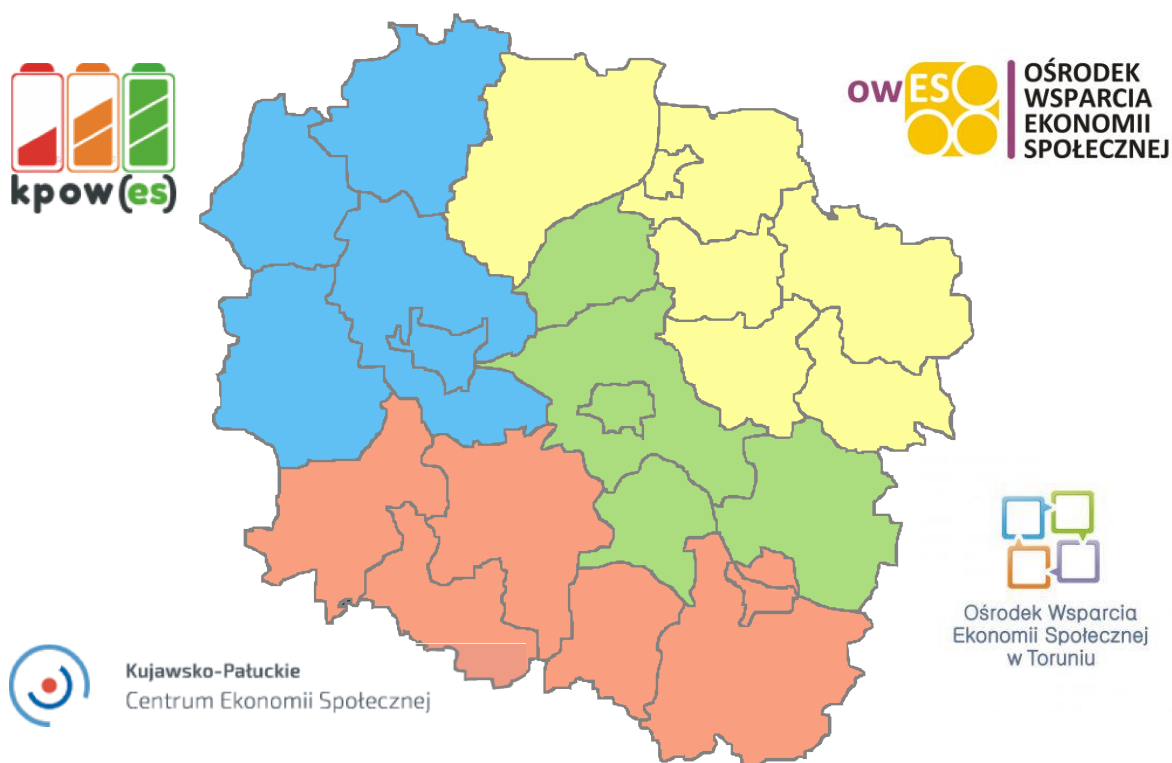 kpow(es)
owES
OŚRODEK
WSPARCIA
EKONOMII
SPOŁECZNEJ
Ośrodek Wsparcia
Ekonomii Społecznej
w Toruniu
Kujawsko-Pałuckie
Centrum Ekonomii Społecznej